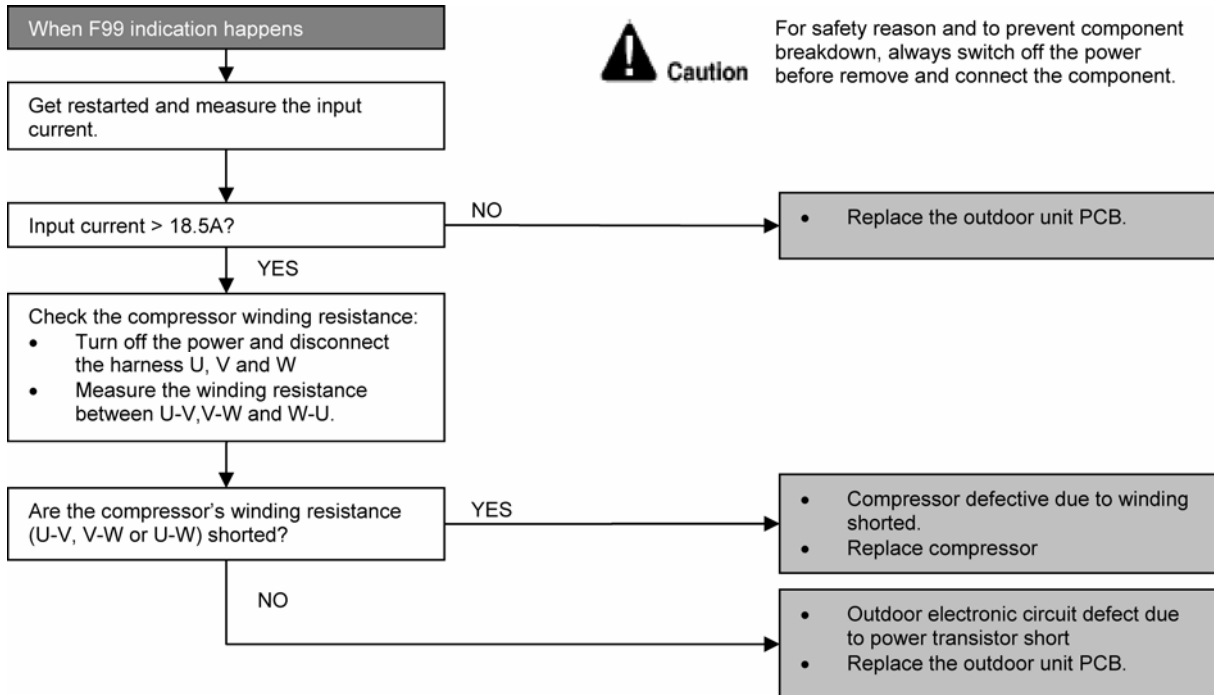 When F99 indication happens
Caution
For safety reason and to prevent component
breakdown, always switch off the power
before remove and connect the component.
Get restarted and measure the input
current.
Input current > 18.5A?
NO
• Replace the outdoor unit PCB.
YES
Check the compressor winding resistance:
• Turn off the power and disconnect
the harness U, V and W
• Measure the winding resistance
between U-V,V-W and W-U.
Are the compressor's winding resistance
(U-V, V-W or U-W) shorted?
YES
• Compressor defective due to winding
shorted.
• Replace compressor
NO
• Outdoor electronic circuit defect due
to power transistor short
• Replace the outdoor unit PCB.